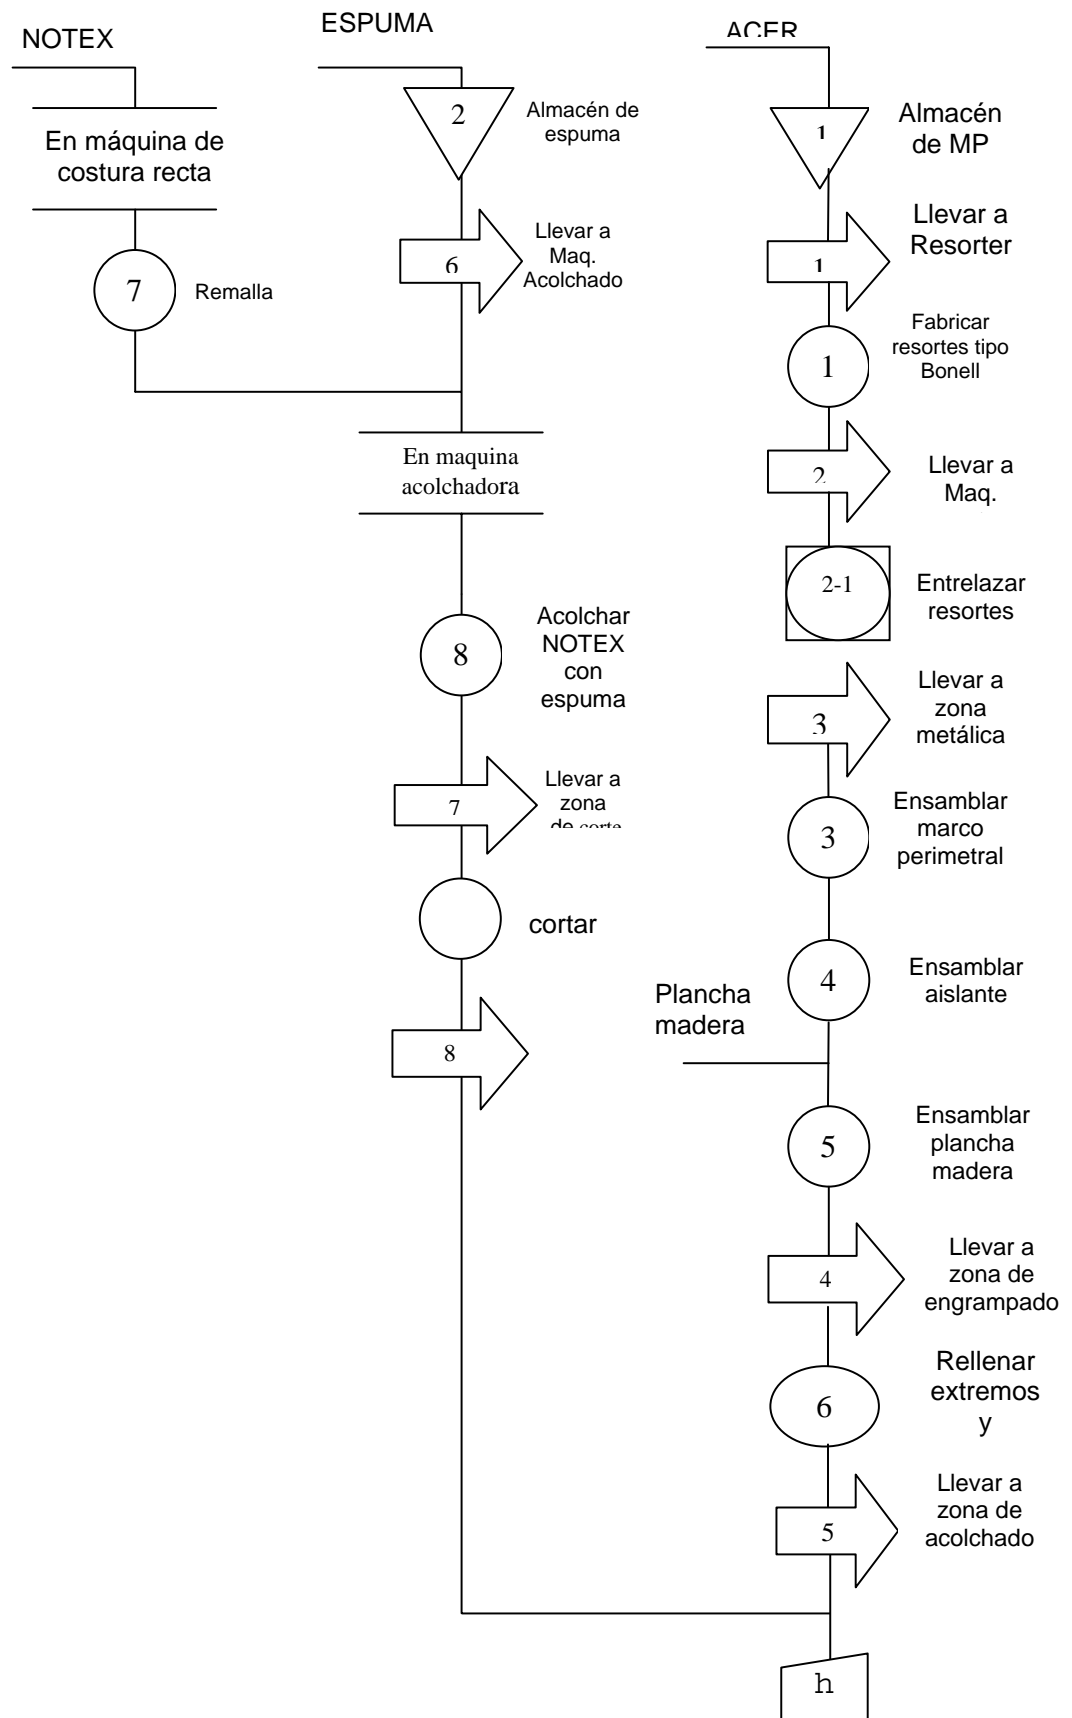 NOTEX
En máquina de
costura recta
7
Remalla
ESPUMA
2
Almacén de
espuma
6
Llevar a
Maq.
Acolchado
En maquina
acolchadora
8
Acolchar
NOTEX
con
espuma
7
Llevar a
zona
de corte
cortar
8
ACER
1
Almacén
de MP
1
Llevar a
Resorter
1
Fabricar
resortes tipo
Bonell
2
Llevar a
Maq.
2-1
Entrelazar
resortes
3
Llevar a
zona
metálica
3
Ensamblar
marco
perimetral
4
Ensamblar
aislante
Plancha
madera
5
Ensamblar
plancha
madera
4
Llevar a
zona de
engrampado
6
Rellenar
extremos
y
5
Llevar a
zona de
acolchado
h